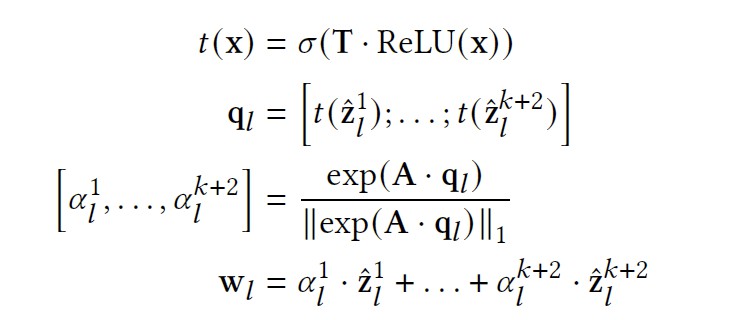 t(𝐱) = σ(𝐓 · ReLU(𝐱))
𝐪_l = [t(𝐳̂_l^1); . . . ; t(𝐳̂_l^{k+2})]
[α_l^1, . . . , α_l^{k+2}] = exp(𝐀 · 𝐪_l) / ‖exp(𝐀 · 𝐪_l)‖_1
𝐰_l = α_l^1 · 𝐳̂_l^1 + . . . + α_l^{k+2} · 𝐳̂_l^{k+2}